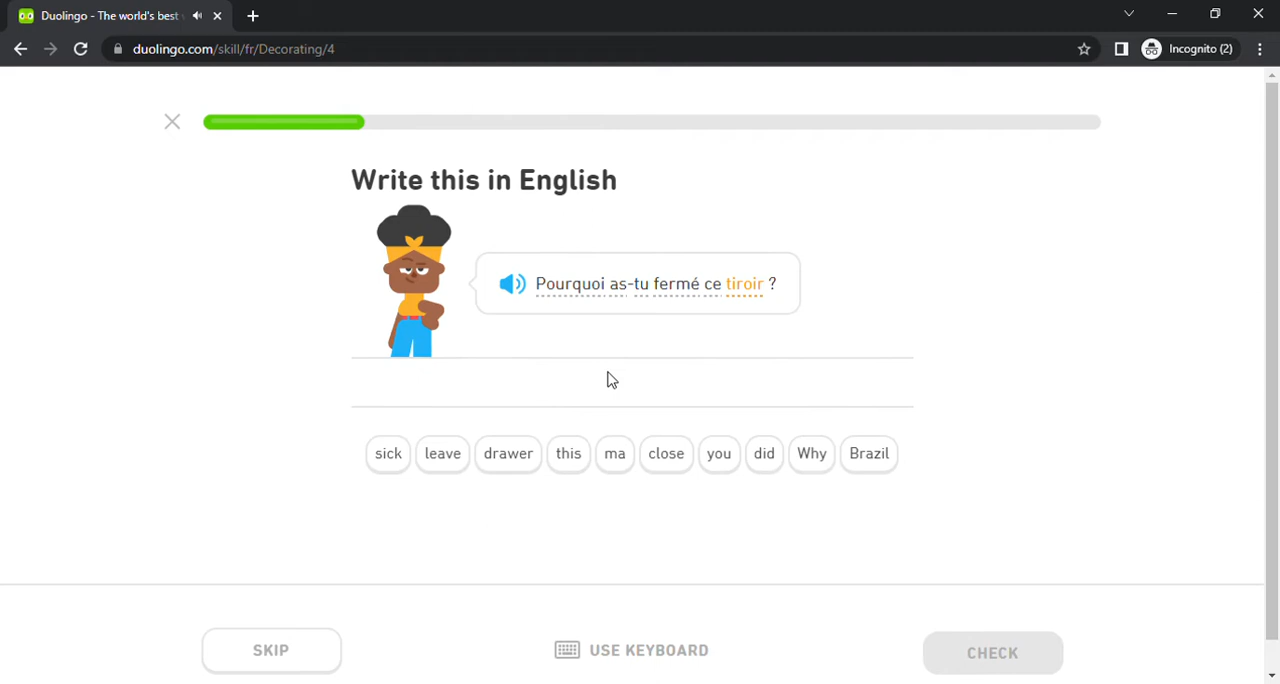 Duolingo - The world's best
duolingo.com/skill/fr/Decorating/4
Incognito (2)
Write this in English
Pourquoi as-tu fermé ce tiroir ?
sick leave drawer this ma close you did Why Brazil
SKIP
USE KEYBOARD
CHECK